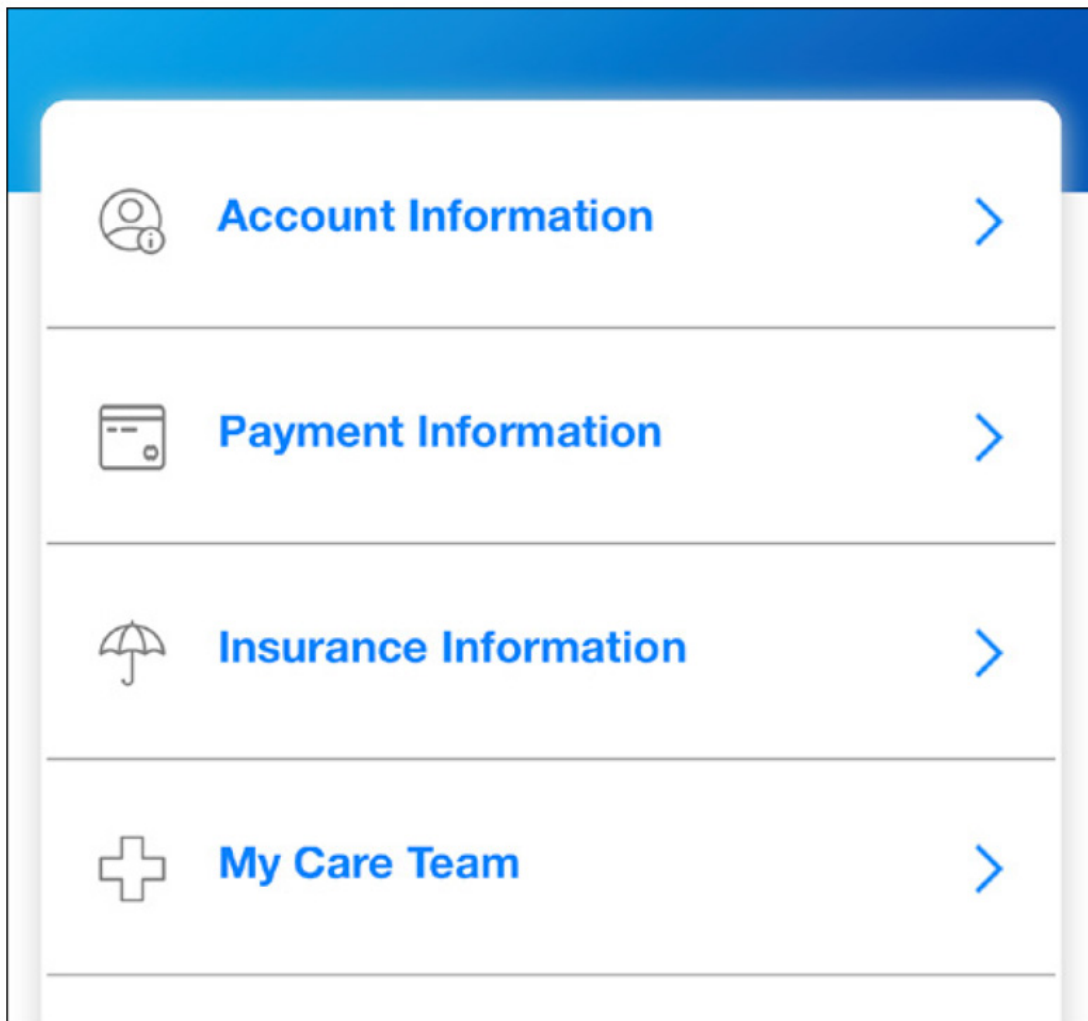 Account Information
Payment Information
Insurance Information
My Care Team